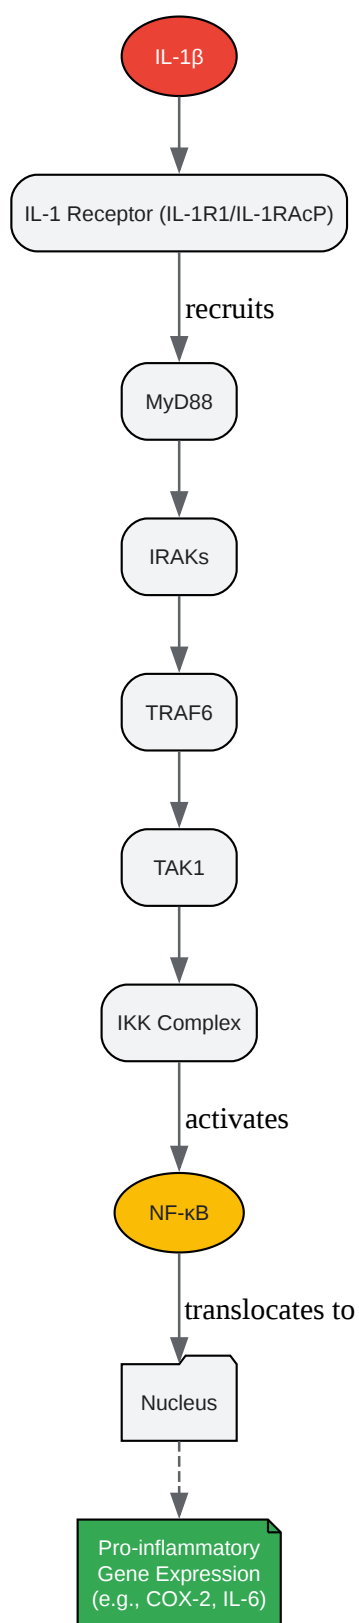 IL-1β
IL-1 Receptor (IL-1R1/IL-1RAcP)
recruits
MyD88
IRAKs
TRAF6
TAK1
IKK Complex
activates
NF-κB
translocates to
Nucleus
Pro-inflammatory
Gene Expression
(e.g., COX-2, IL-6)